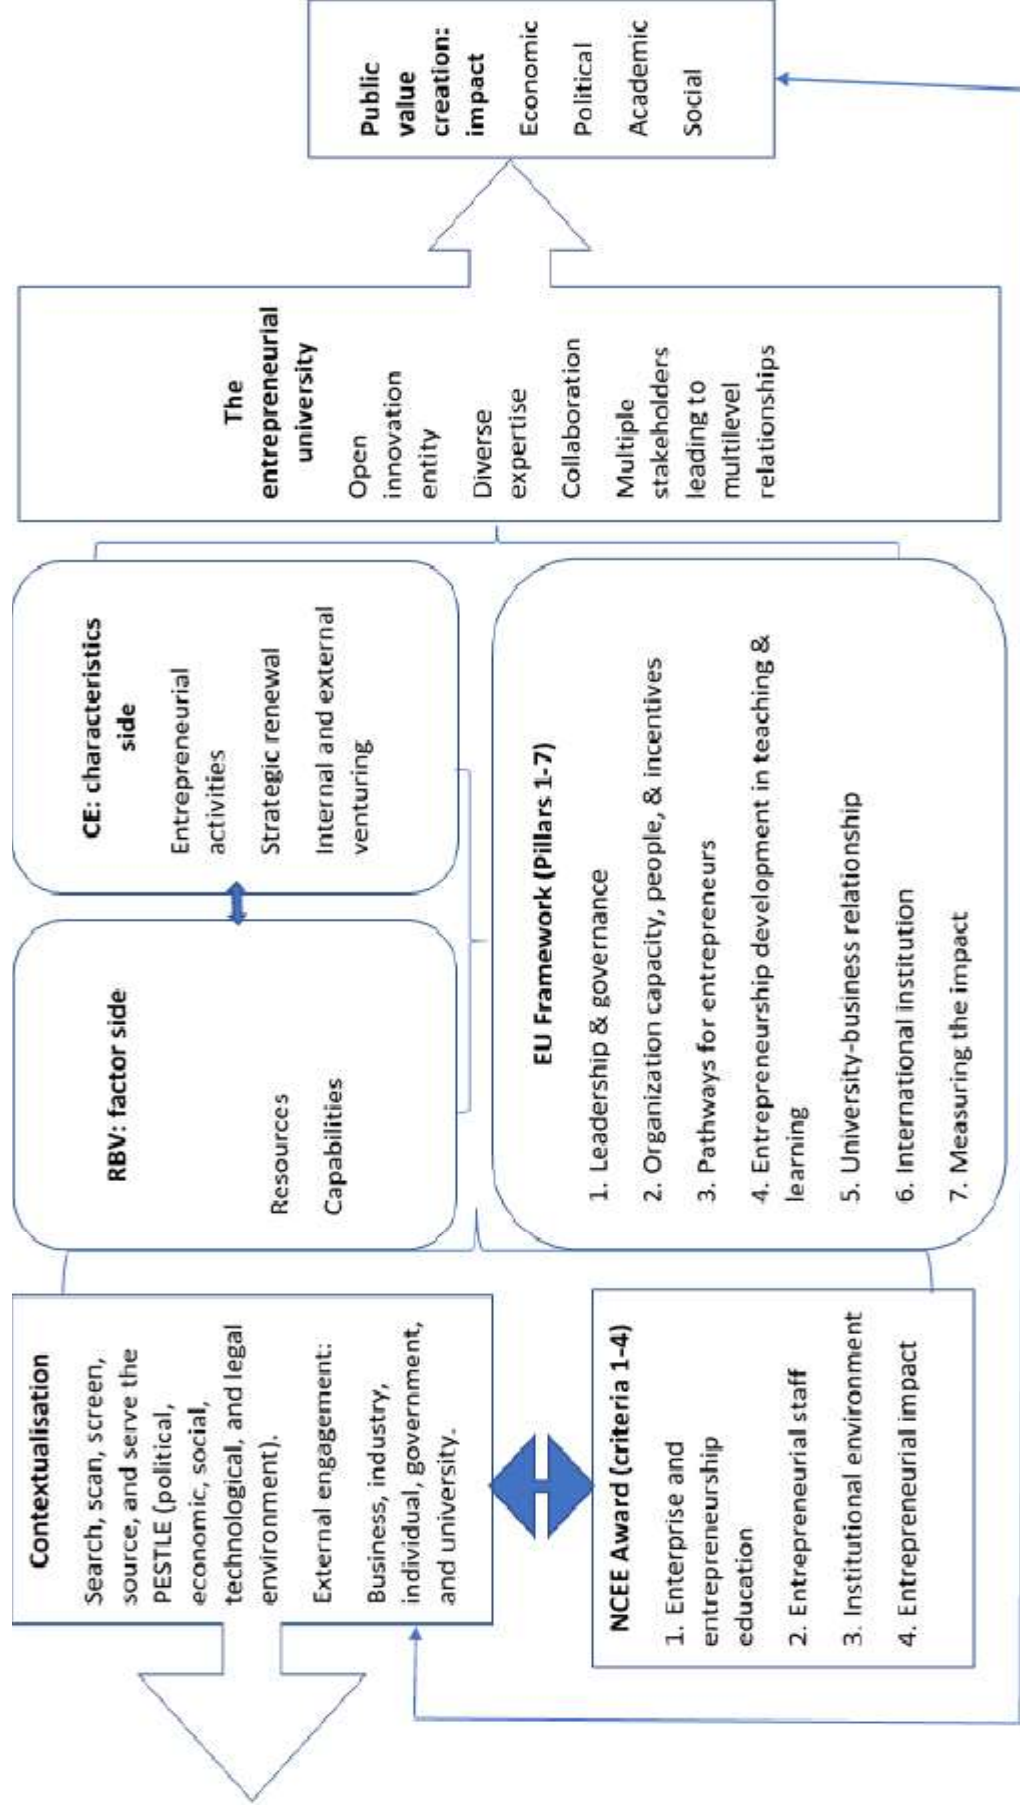 Contextualisation
Search, scan, screen,
source, and serve the
PESTLE (political,
economic, social,
technological, and legal
environment).
External engagement:
Business, industry,
individual, government,
and university.
NCEE Award (criteria 1-4)
1. Enterprise and
entrepreneurship
education
2. Entrepreneurial staff
3. Institutional environment
4. Entrepreneurial impact
RBV: factor side
Resources
Capabilities
CE: characteristics
side
Entrepreneurial
activities
Strategic renewal
Internal and external
venturing
EU Framework (Pillars 1-7)
1. Leadership & governance
2. Organization capacity, people, & incentives
3. Pathways for entrepreneurs
4. Entrepreneurship development in teaching &
learning
5. University-business relationship
6. International institution
7. Measuring the impact
The
entrepreneurial
university
Open
innovation
entity
Diverse
expertise
Collaboration
Multiple
stakeholders
leading to
multilevel
relationships
Public
value
creation:
impact
Economic
Political
Academic
Social